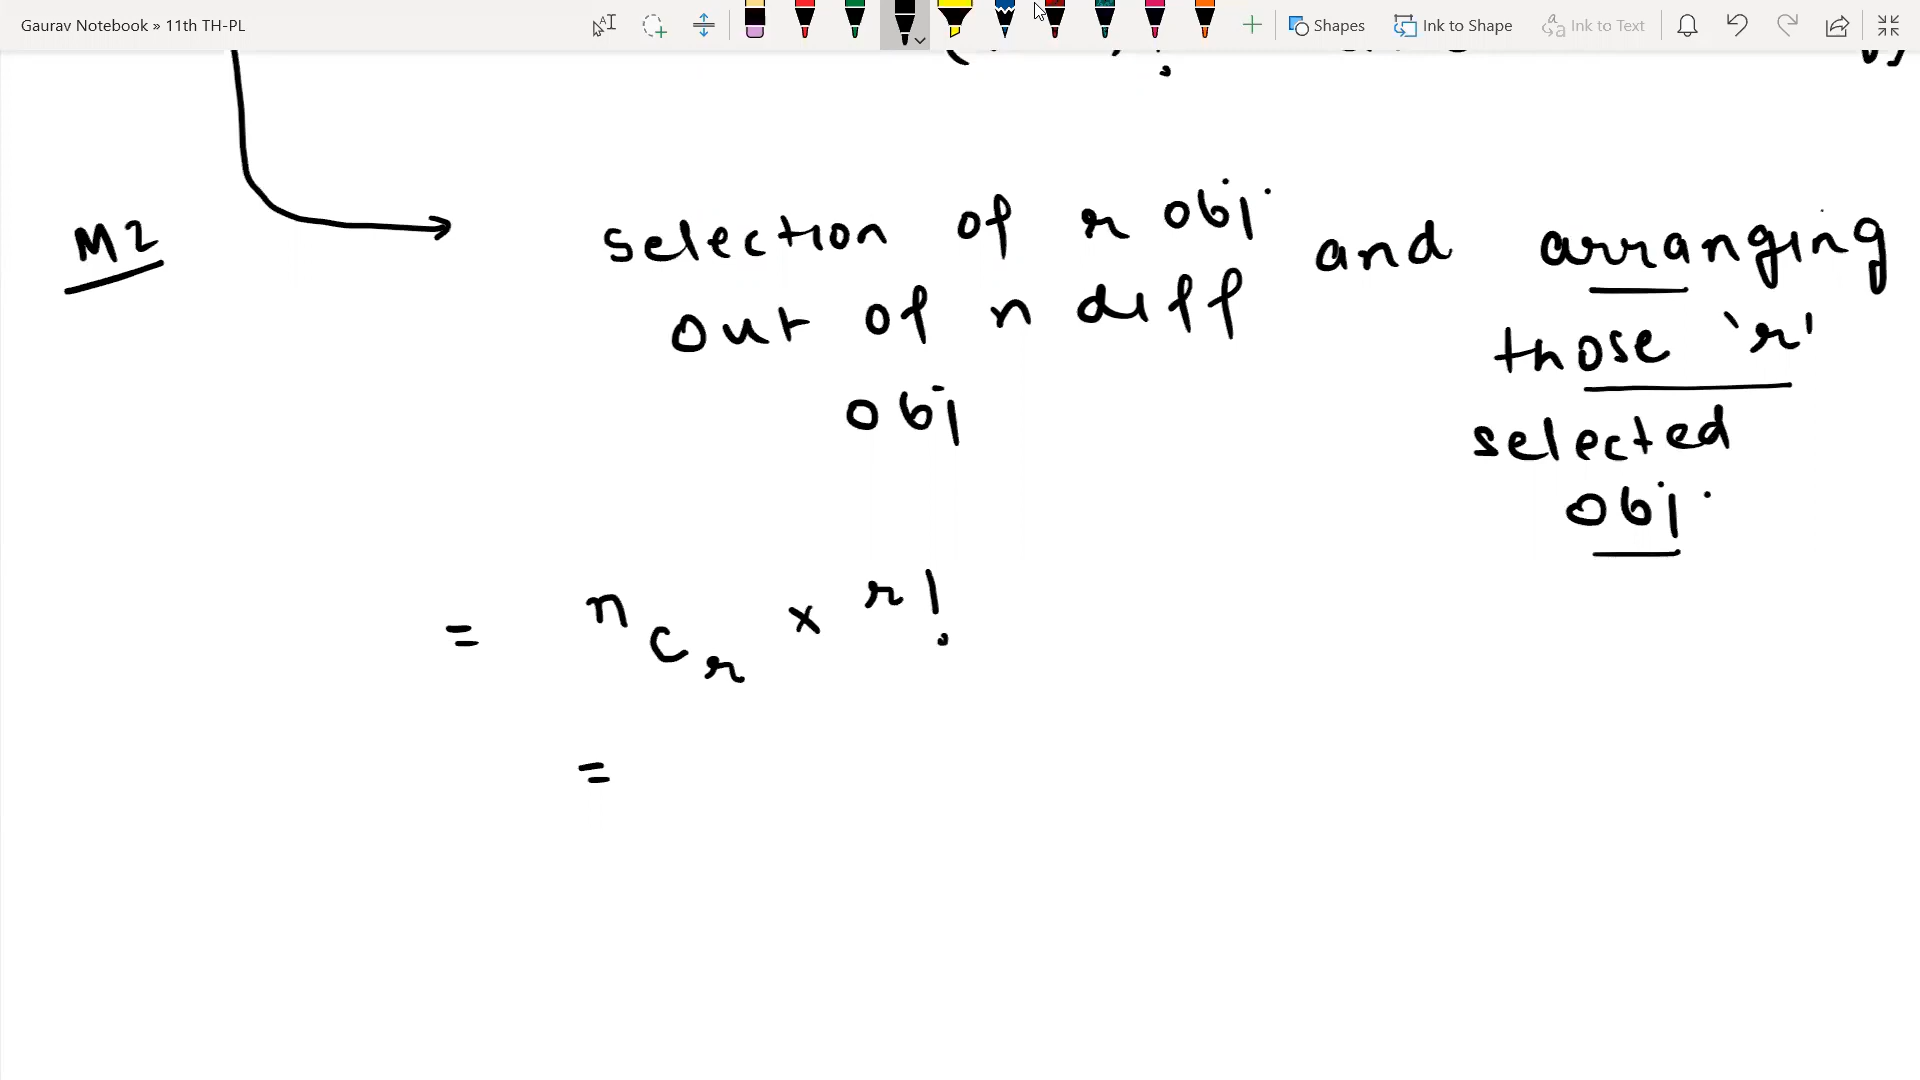 Gaurav Notebook » 11th TH-PL
Shapes
Ink to Shape
Ink to Text
M2
selection of r obj. and arranging
out of n diff those 'r'
obj selected
obj.
= nCr × r!
=